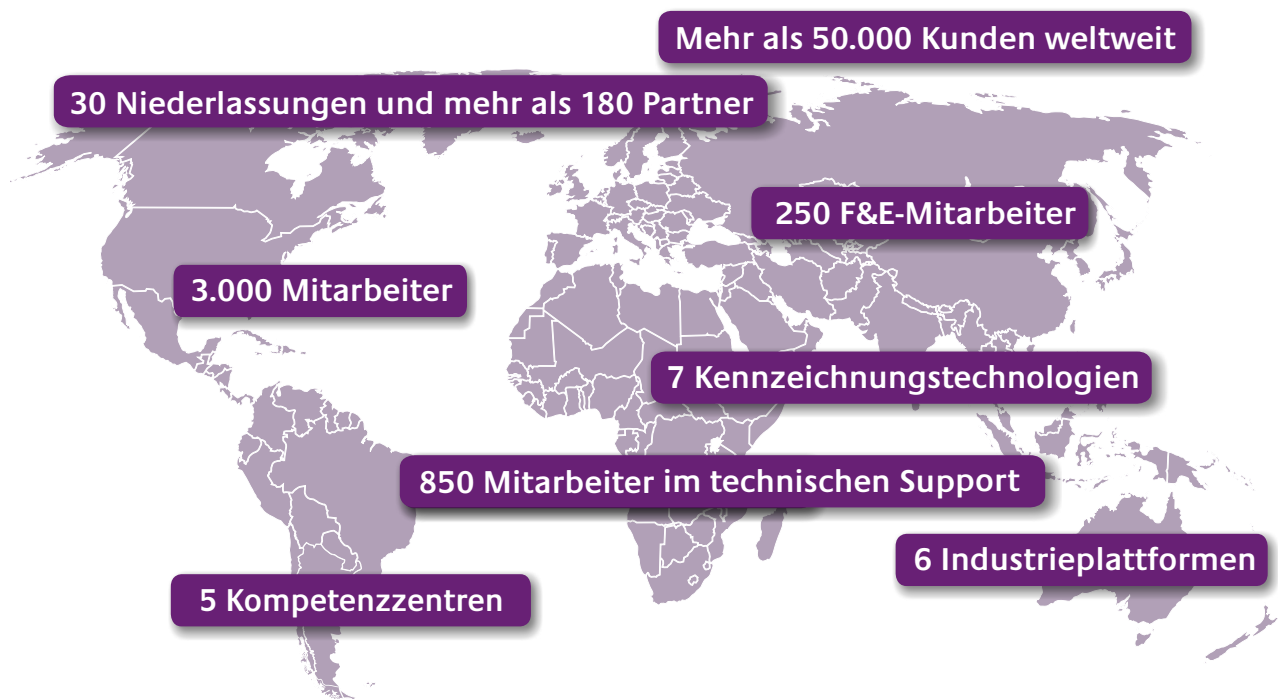 Mehr als 50.000 Kunden weltweit
30 Niederlassungen und mehr als 180 Partner
250 F&E-Mitarbeiter
3.000 Mitarbeiter
7 Kennzeichnungstechnologien
850 Mitarbeiter im technischen Support
6 Industrieplattformen
5 Kompetenzzentren